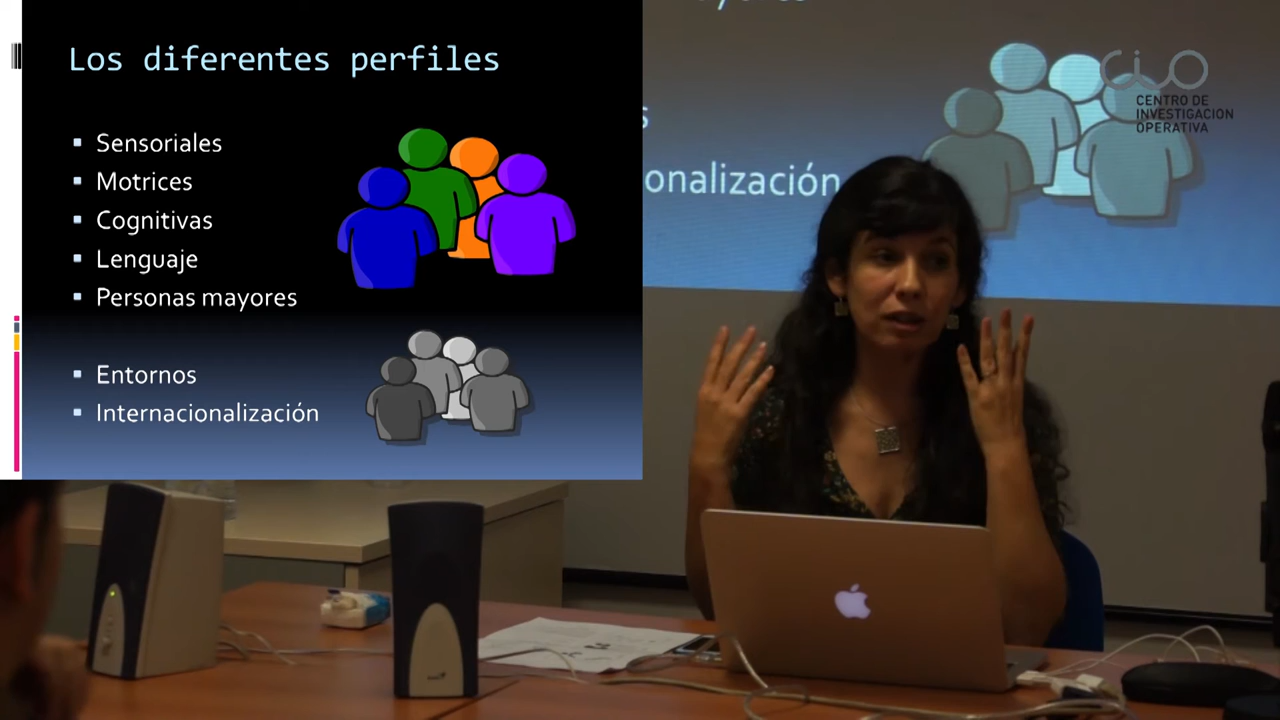 Los diferentes perfiles
Sensoriales
Motrices
Cognitivas
Lenguaje
Personas mayores
Entornos
Internacionalización
onalización
CENTRO DE
INVESTIGACION
OPERATIVA